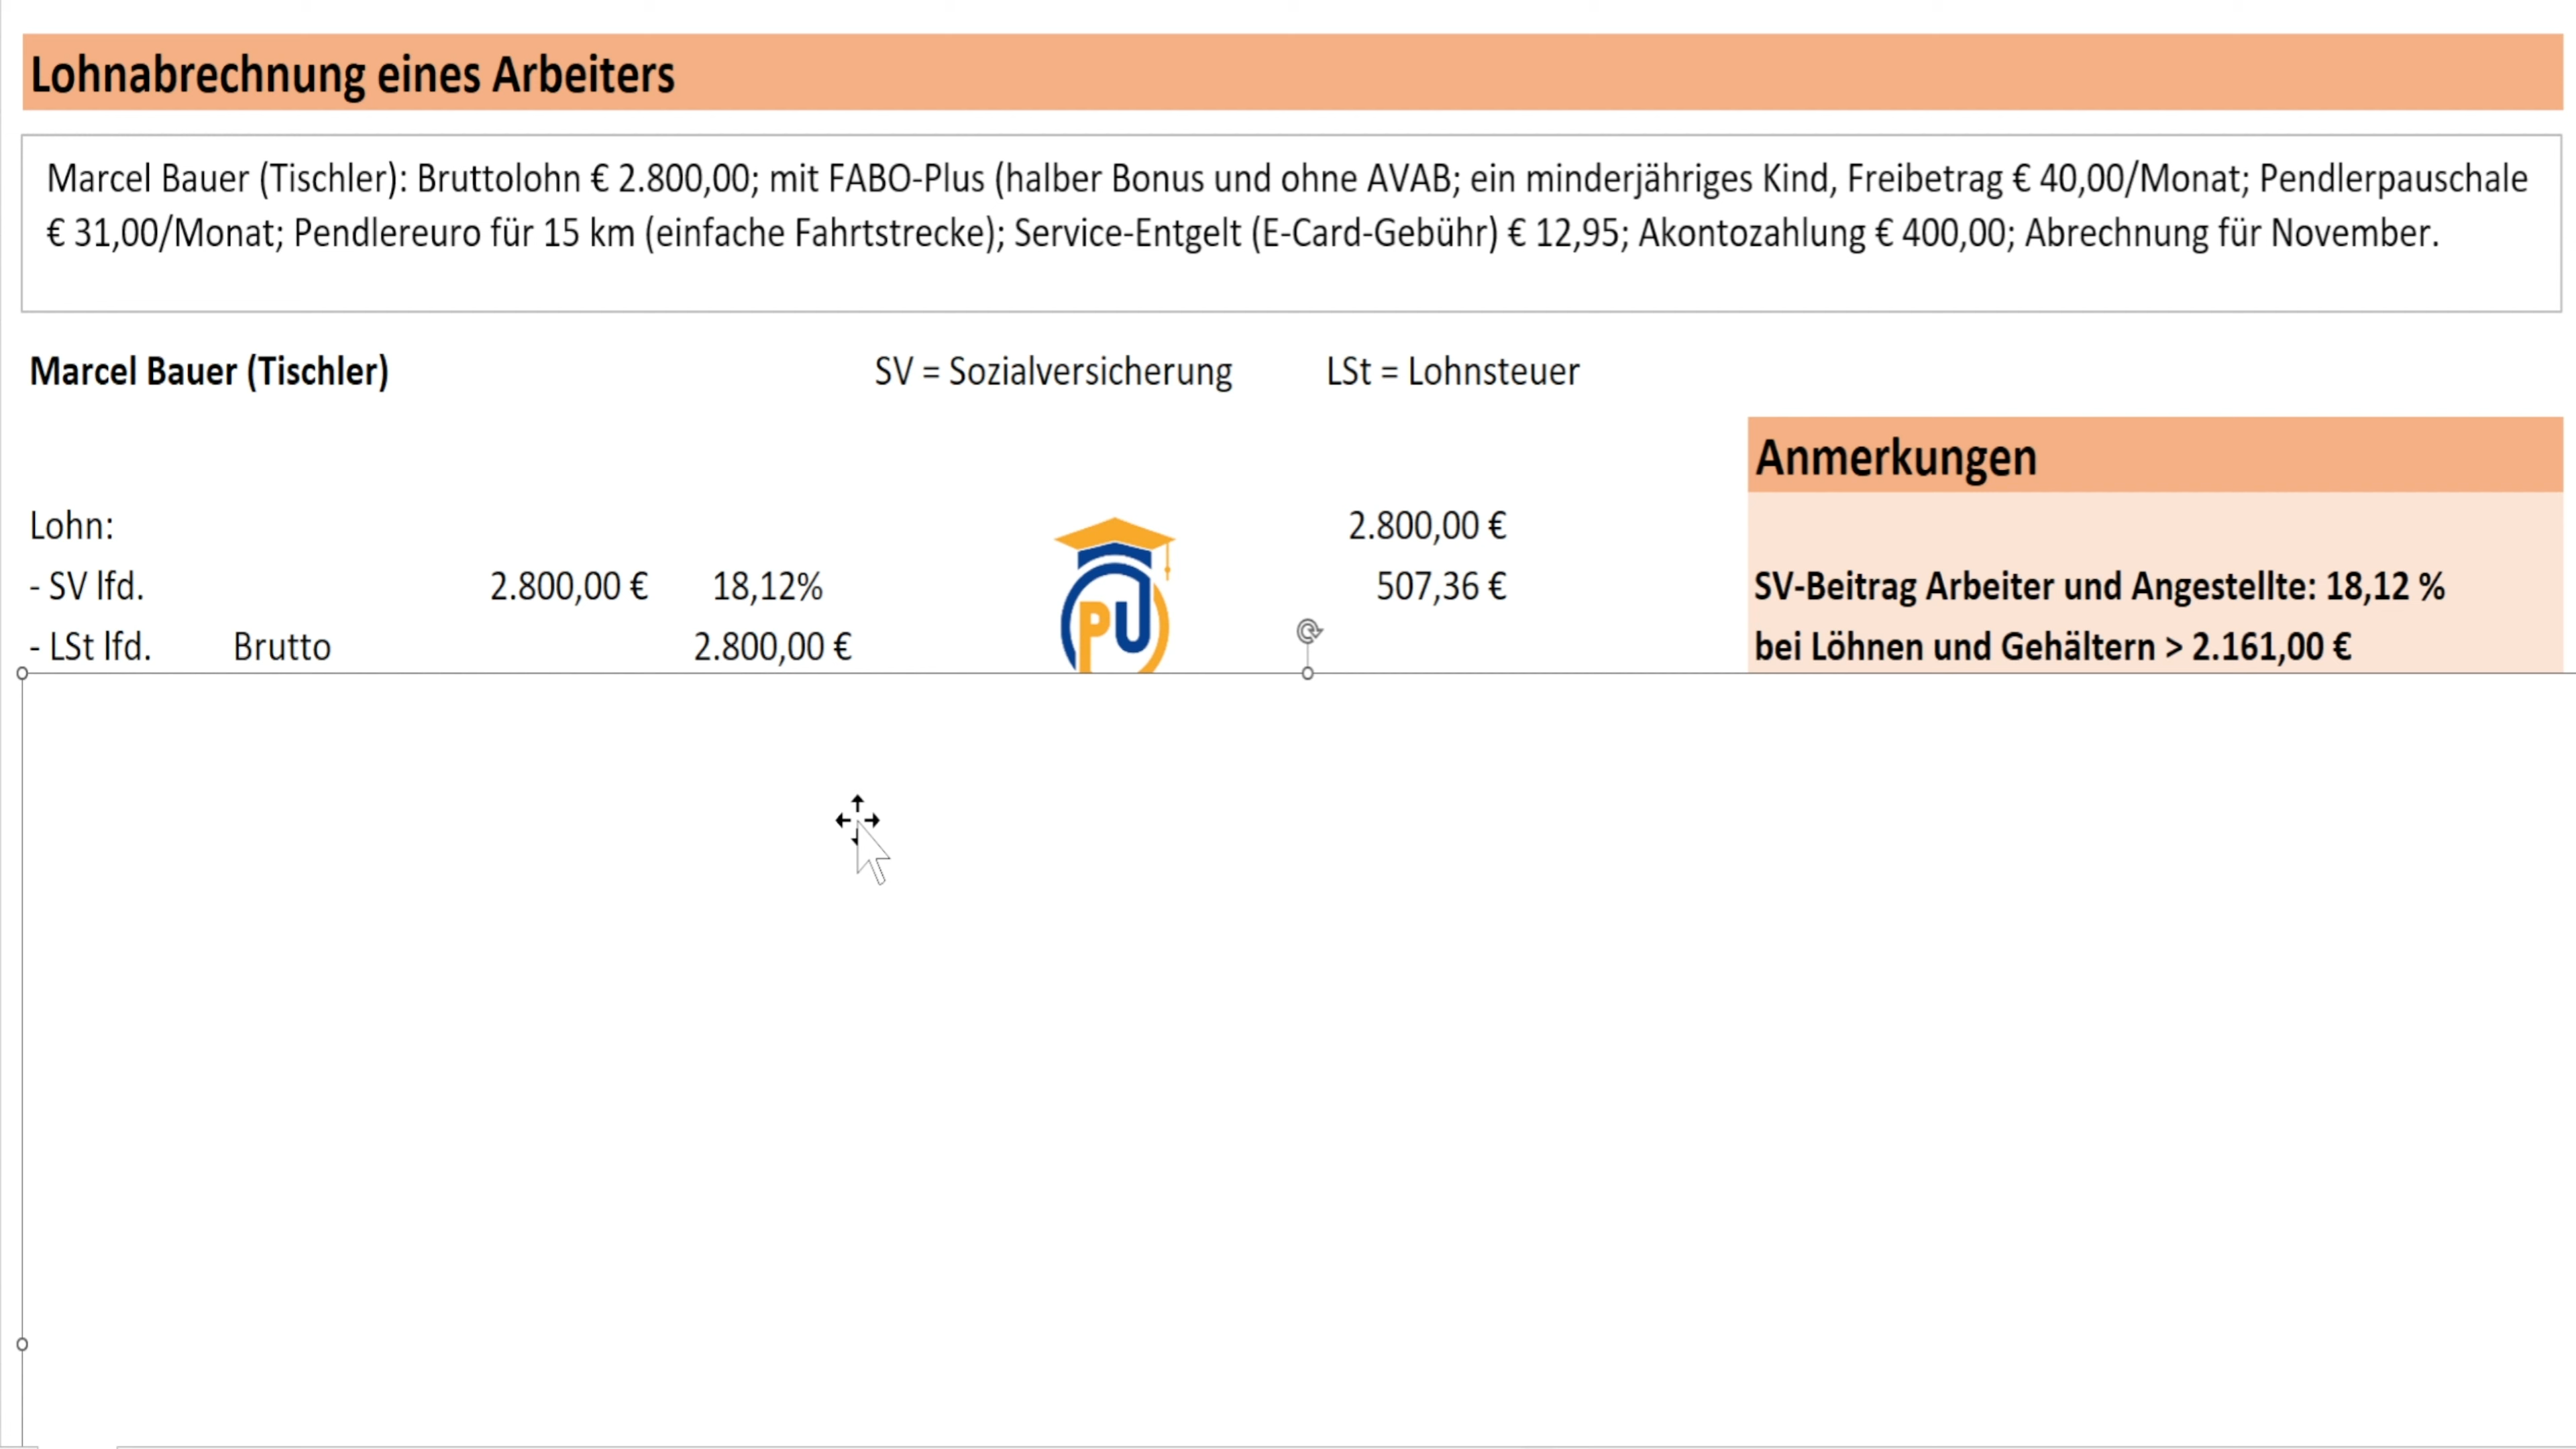 Lohnabrechnung eines Arbeiters
Marcel Bauer (Tischler): Bruttolohn € 2.800,00; mit FABO-Plus (halber Bonus und ohne AVAB; ein minderjähriges Kind, Freibetrag € 40,00/Monat; Pendlerpauschale
€ 31,00/Monat; Pendlereuro für 15 km (einfache Fahrtstrecke); Service-Entgelt (E-Card-Gebühr) € 12,95; Akontozahlung € 400,00; Abrechnung für November.
Marcel Bauer (Tischler) SV = Sozialversicherung LSt = Lohnsteuer
Anmerkungen
Lohn: 2.800,00 €
- SV lfd. 2.800,00 € 18,12% 507,36 € SV-Beitrag Arbeiter und Angestellte: 18,12 %
- LSt lfd. Brutto 2.800,00 € bei Löhnen und Gehältern > 2.161,00 €
PU